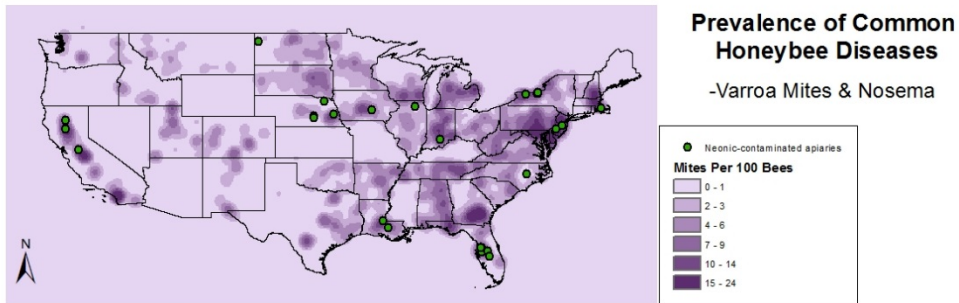 Prevalence of Common
Honeybee Diseases
-Varroa Mites & Nosema
Neonic-contaminated apiaries
Mites Per 100 Bees
0 - 1
2 - 3
4 - 6
7 - 9
10 - 14
15 - 24
N